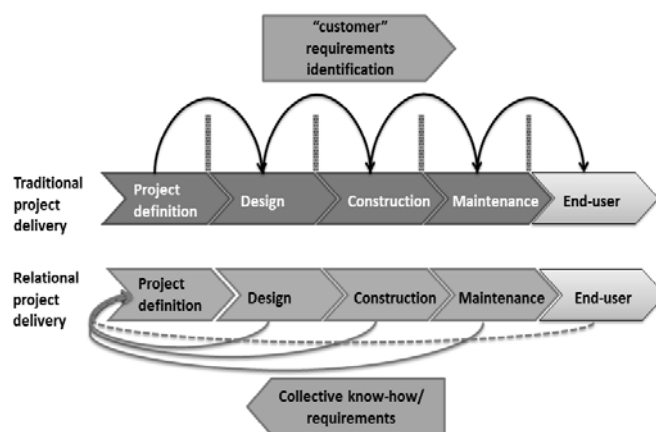 “customer”
requirements
identification
Traditional
project
delivery
Project
definition
Design
Construction
Maintenance
End-user
Relational
project
delivery
Project
definition
Design
Construction
Maintenance
End-user
Collective know-how/
requirements